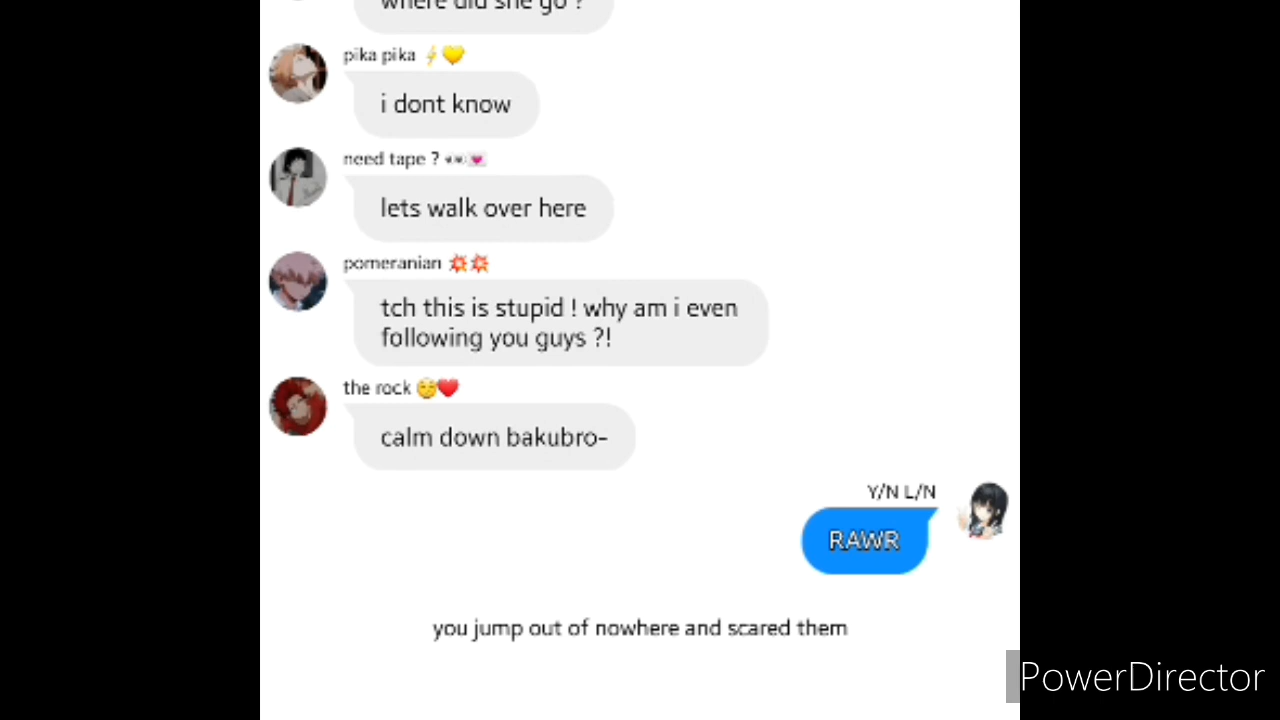 where did she go ?
pika pika ⚡💛
i dont know
need tape ? 👀💌
lets walk over here
pomeranian 💥💥
tch this is stupid ! why am i even
following you guys ?!
the rock 😏❤️
calm down bakubro-
Y/N L/N
RAWR
you jump out of nowhere and scared them
PowerDirector